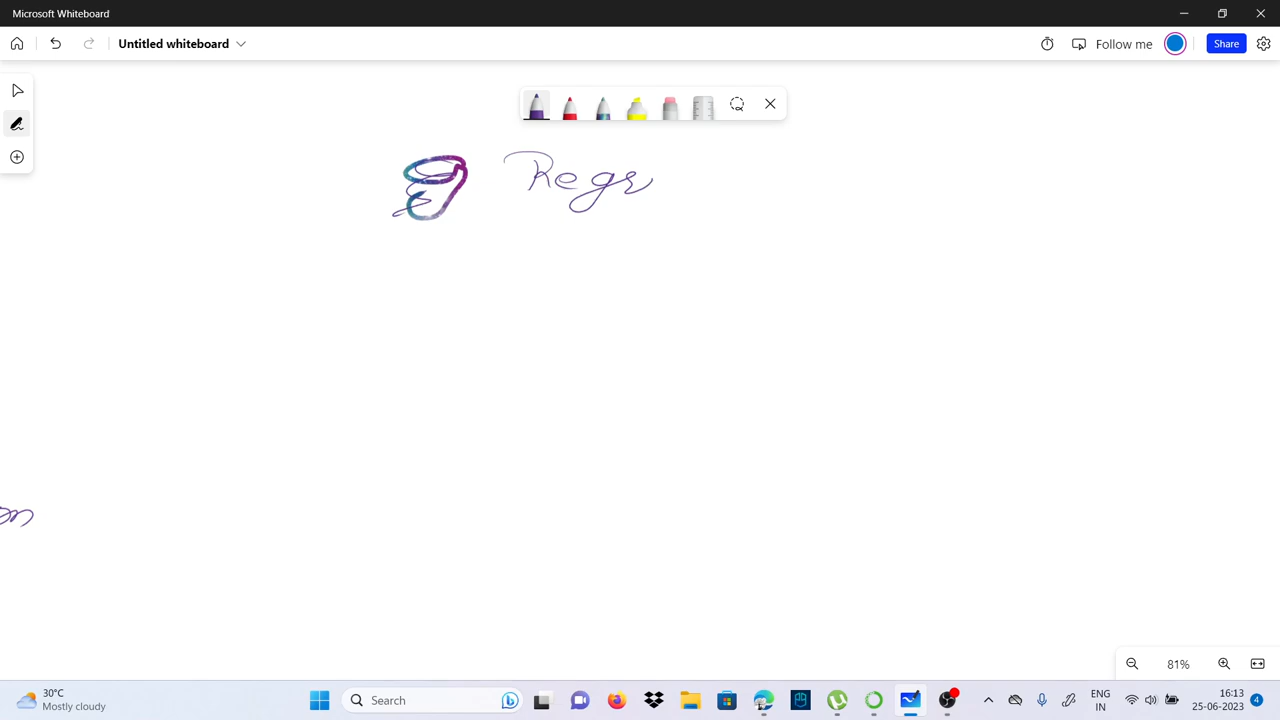 Microsoft Whiteboard
Untitled whiteboard
Follow me
Share
Regr
81%
30°C
Mostly cloudy
Search
ENG
IN
16:13
25-06-2023
4